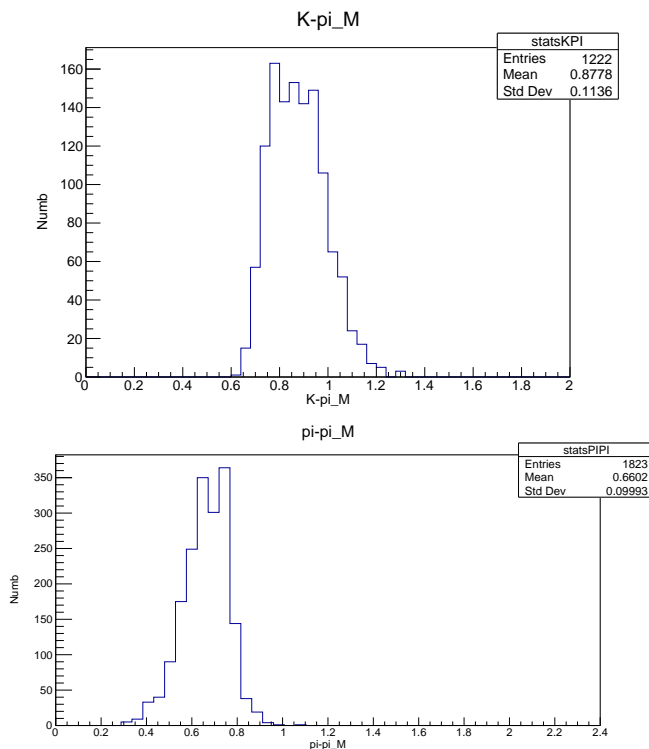 K-pi_M
statsKPI
Entries 1222
Mean 0.8778
Std Dev 0.1136
Numb
160
140
120
100
80
60
40
20
0
0 0.2 0.4 0.6 0.8 1 1.2 1.4 1.6 1.8 2
K-pi_M
pi-pi_M
statsPIPI
Entries 1823
Mean 0.6602
Std Dev 0.09993
Numb
350
300
250
200
150
100
50
0
0 0.2 0.4 0.6 0.8 1 1.2 1.4 1.6 1.8 2 2.2 2.4
pi-pi_M